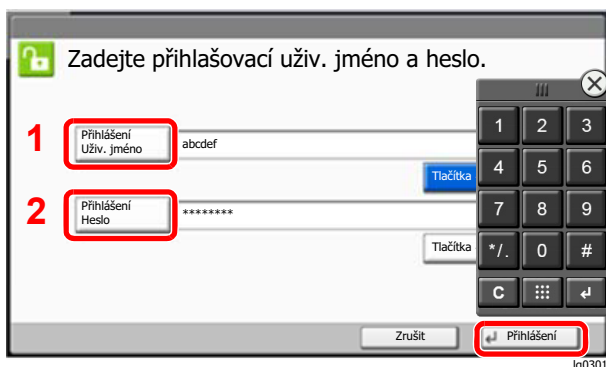 Zadejte přihlašovací uživ. jméno a heslo.
1
Přihlášení
Uživ. jméno
abcdef
Tlačítka
2
Přihlášení
Heslo
********
Tlačítka
1 2 3
4 5 6
7 8 9
*/. 0 #
C
Zrušit
Přihlášení